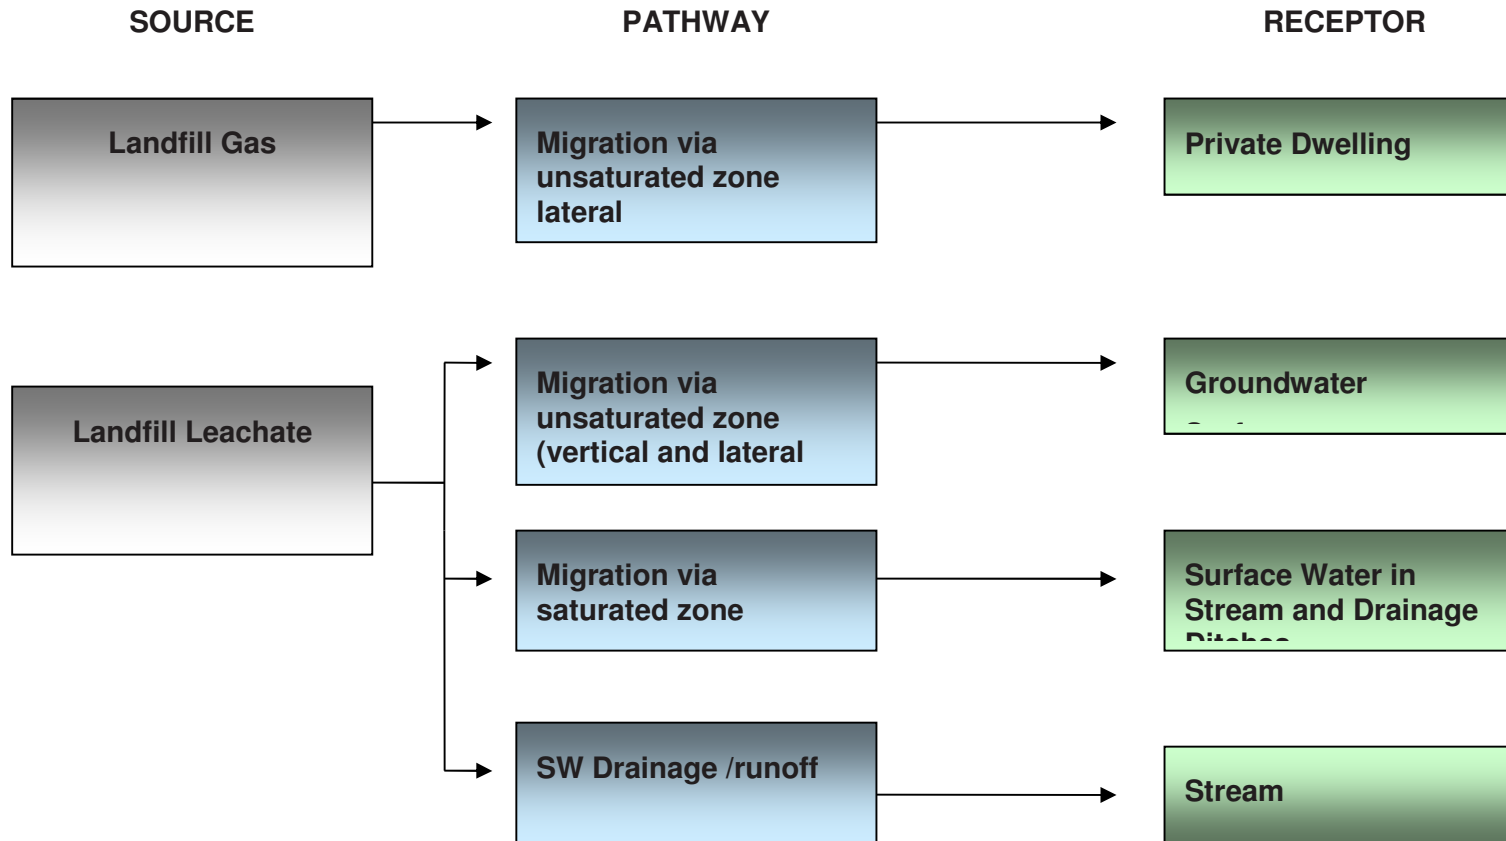 SOURCE
PATHWAY
RECEPTOR
Landfill Gas
Migration via
unsaturated zone
lateral
Private Dwelling
Landfill Leachate
Migration via
unsaturated zone
(vertical and lateral
Groundwater
Migration via
saturated zone
Surface Water in
Stream and Drainage
Ditches
SW Drainage /runoff
Stream